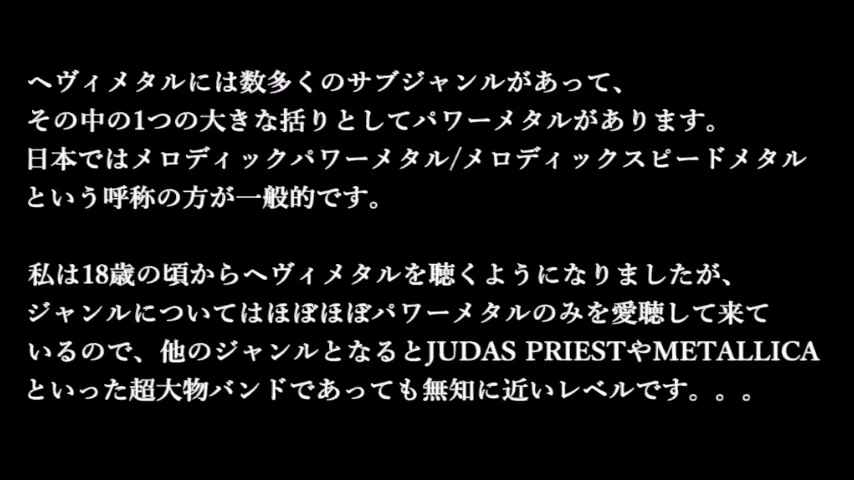 ヘヴィメタルには数多くのサブジャンルがあって、
その中の1つの大きな括りとしてパワーメタルがあります。
日本ではメロディックパワーメタル/メロディックスピードメタル
という呼称の方が一般的です。
私は18歳の頃からヘヴィメタルを聴くようになりましたが、
ジャンルについてはほぼほぼパワーメタルのみを愛聴して来て
いるので、他のジャンルとなるとJUDAS PRIESTやMETALLICA
といった超大物バンドであっても無知に近いレベルです。。。